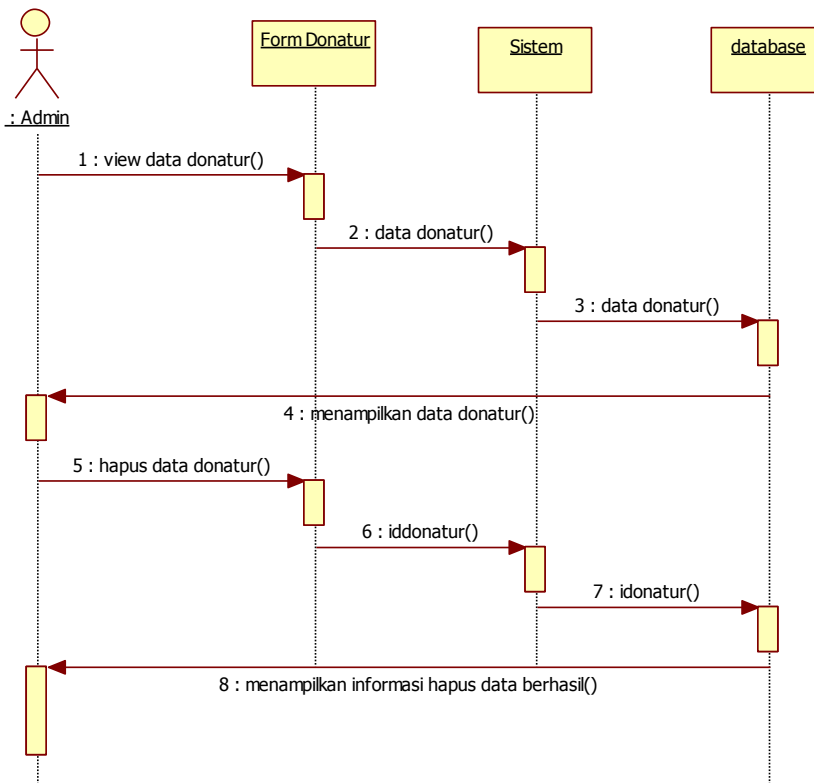 Form Donatur
Sistem
database
: Admin
1 : view data donatur()
2 : data donatur()
3 : data donatur()
4 : menampilkan data donatur()
5 : hapus data donatur()
6 : iddonatur()
7 : idonatur()
8 : menampilkan informasi hapus data berhasil()